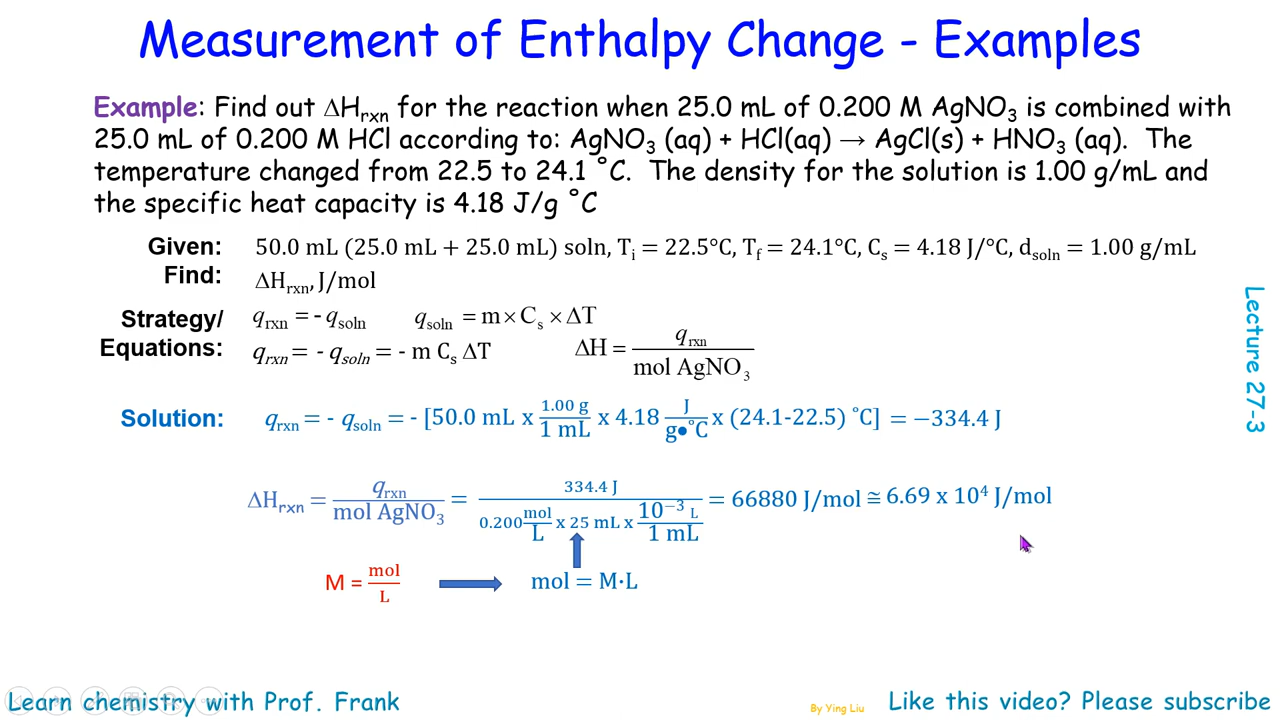 Measurement of Enthalpy Change - Examples
Example: Find out ΔHrxn for the reaction when 25.0 mL of 0.200 M AgNO₃ is combined with
25.0 mL of 0.200 M HCl according to: AgNO₃ (aq) + HCl(aq) → AgCl(s) + HNO₃ (aq). The
temperature changed from 22.5 to 24.1 ˚C. The density for the solution is 1.00 g/mL and
the specific heat capacity is 4.18 J/g ˚C
Given: 50.0 mL (25.0 mL + 25.0 mL) soln, Tᵢ = 22.5°C, T_f = 24.1°C, Cₛ = 4.18 J/°C, d_soln = 1.00 g/mL
Find: ΔHrxn, J/mol
Strategy/ q_rxn = - q_soln q_soln = m × Cₛ × ΔT
Equations: q_rxn = - q_soln = - m Cₛ ΔT ΔH = q_rxn / mol AgNO₃
Solution: q_rxn = - q_soln = - [50.0 mL x 1.00 g / 1 mL x 4.18 J / g•˚C x (24.1-22.5) ˚C] = −334.4 J
ΔHrxn = q_rxn / mol AgNO₃ = 334.4 J / 0.200 mol/L x 25 mL x 10⁻³ L / 1 mL = 66880 J/mol ≅ 6.69 x 10⁴ J/mol
M = mol / L mol = M·L
Lecture 27-3
Learn chemistry with Prof. Frank
By Ying Liu
Like this video? Please subscribe